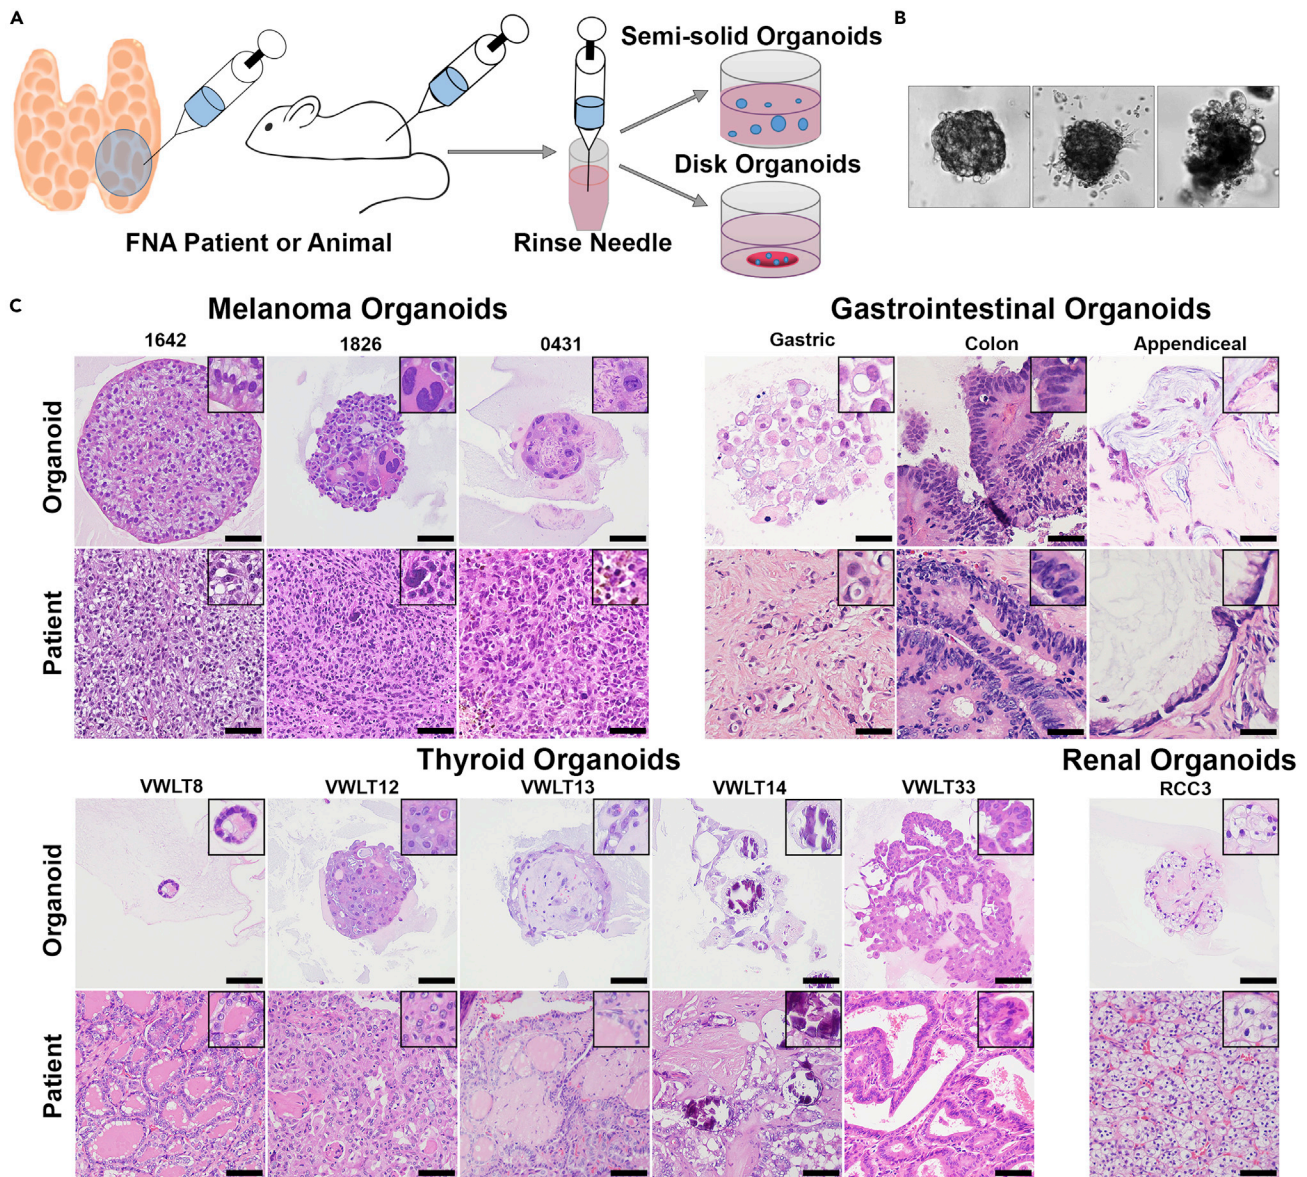 A
B
Semi-solid Organoids
Disk Organoids
FNA Patient or Animal
Rinse Needle
C
Melanoma Organoids
Gastrointestinal Organoids
1642
1826
0431
Gastric
Colon
Appendiceal
Organoid
Patient
Thyroid Organoids
Renal Organoids
VWLT8
VWLT12
VWLT13
VWLT14
VWLT33
RCC3
Organoid
Patient